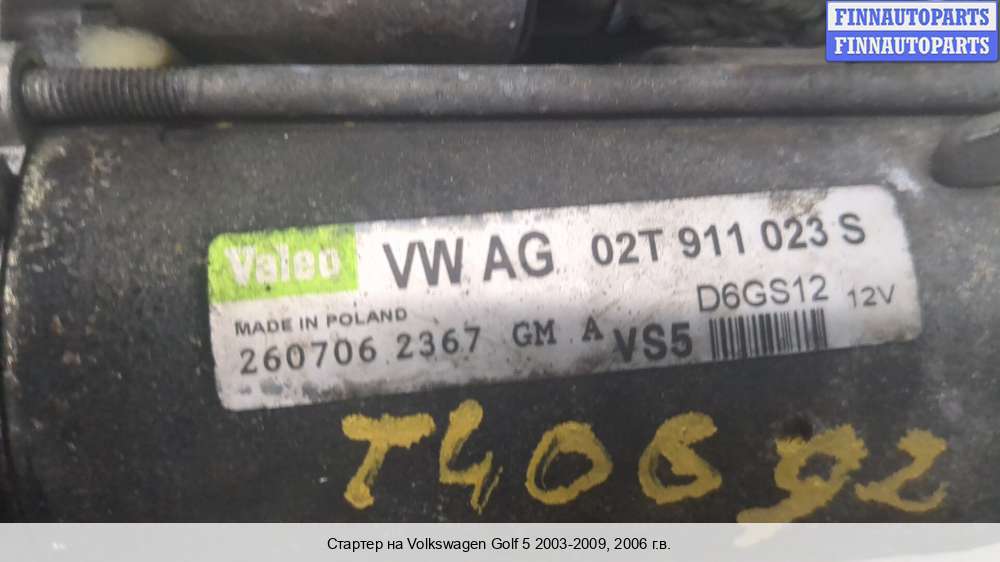 FINNAUTOPARTS
FINNAUTOPARTS
Valeo VW AG 02T 911 023 S
D6GS12 12V
MADE IN POLAND
260706 2367 GM A VS5
T40692
Стартер на Volkswagen Golf 5 2003-2009, 2006 г.в.